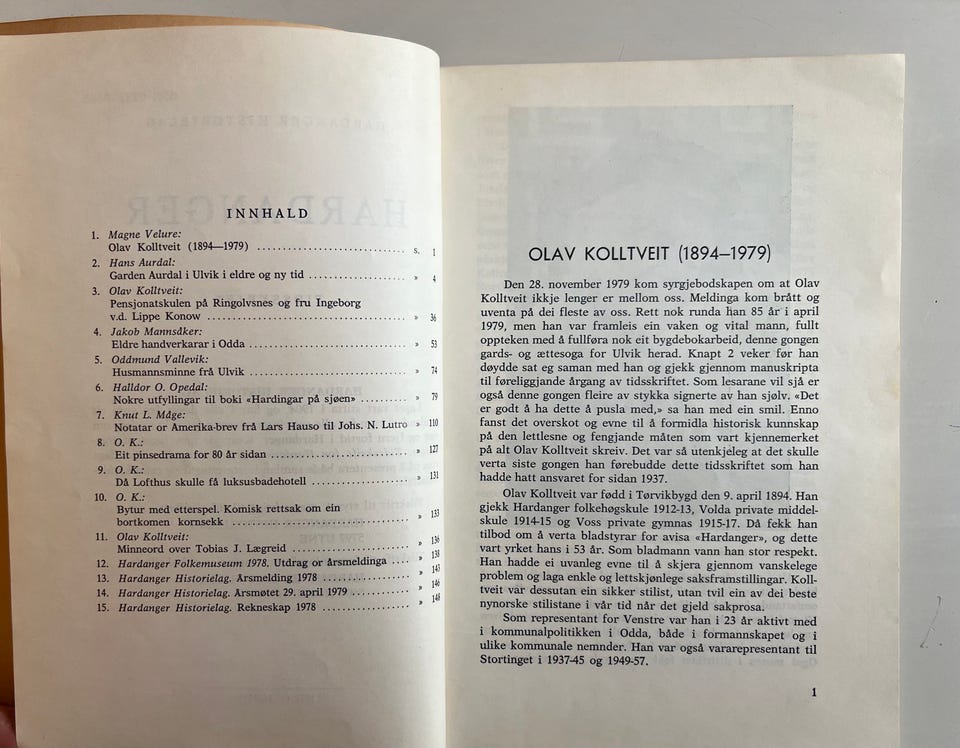 INNHALD
1. Magne Velure:
Olav Kolltveit (1894—1979) .............................. s. 1
2. Hans Aurdal:
Garden Aurdal i Ulvik i eldre og ny tid .................... » 4
3. Olav Kolltveit:
Pensjonatskulen på Ringolvsnes og fru Ingeborg
v.d. Lippe Konow ........................................ » 36
4. Jakob Mannsåker:
Eldre handverkarar i Odda ................................ » 53
5. Oddmund Vallevik:
Husmannsminne frå Ulvik ................................ » 74
6. Halldor O. Opedal:
Nokre utfyllingar til boki «Hardingar på sjøen» .......... » 79
7. Knut L. Måge:
Notatar or Amerika-brev frå Lars Hauso til Johs. N. Lutro » 110
8. O. K.:
Eit pinsedrama for 80 år sidan ............................ » 127
9. O. K.:
Då Lofthus skulle få luksusbadehotell .................... » 131
10. O. K.:
Bytur med etterspel. Komisk rettsak om ein
bortkomen kornsekk .................................... » 133
11. Olav Kolltveit:
Minneord over Tobias J. Lægreid ........................ » 136
12. Hardanger Folkemuseum 1978. Utdrag or årsmeldinga .... » 138
13. Hardanger Historielag. Årsmelding 1978 .................. » 143
14. Hardanger Historielag. Årsmøtet 29. april 1979 ............ » 146
15. Hardanger Historielag. Rekneskap 1978 .................. » 148
OLAV KOLLTVEIT (1894–1979)
Den 28. november 1979 kom syrgjebodskapen om at Olav
Kolltveit ikkje lenger er mellom oss. Meldinga kom brått og
uventa på dei fleste av oss. Rett nok runda han 85 år i april
1979, men han var framleis ein vaken og vital mann, fullt
oppteken med å fullføra nok eit bygdebokarbeid, denne gongen
gards- og ættesoga for Ulvik herad. Knapt 2 veker før han
døydde sat eg saman med han og gjekk gjennom manuskripta
til føreliggjande årgang av tidsskriftet. Som lesarane vil sjå er
også denne gongen fleire av stykka signerte av han sjølv. «Det
er godt å ha dette å pusla med,» sa han med ein smil. Enno
fanst det overskot og evne til å formidla historisk kunnskap
på den lettlesne og fengjande måten som vart kjennemerket
på alt Olav Kolltveit skreiv. Det var så utenkjeleg at det skulle
verta siste gongen han førebudde dette tidsskriftet som han
hadde hatt ansvaret for sidan 1937.
Olav Kolltveit var fødd i Tørvikbygd den 9. april 1894. Han
gjekk Hardanger folkehøgskule 1912-13, Volda private middel-
skule 1914-15 og Voss private gymnas 1915-17. Då fekk han
tilbod om å verta bladstyrar for avisa «Hardanger», og dette
vart yrket hans i 53 år. Som bladmann vann han stor respekt.
Han hadde ei uvanleg evne til å skjera gjennom vanskelege
problem og laga enkle og lettskjønlege saksframstillingar. Koll-
tveit var dessutan ein sikker stilist, utan tvil ein av dei beste
nynorske stilistane i vår tid når det gjeld sakprosa.
Som representant for Venstre var han i 23 år aktivt med
i kommunalpolitikken i Odda, både i formannskapet og i
ulike kommunale nemnder. Han var også vararepresentant til
Stortinget i 1937-45 og 1949-57.
1